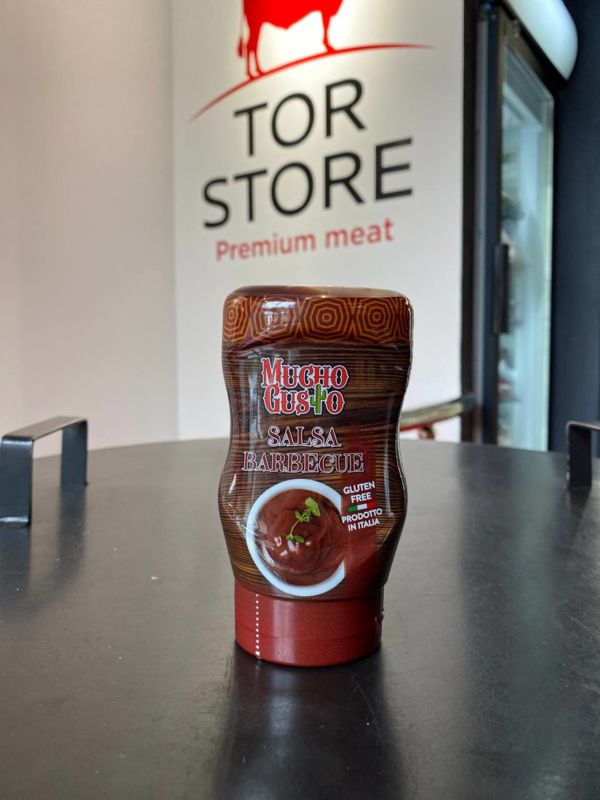 TOR
STORE
Premium meat
MUCHO
GUSTO
SALSA
BARBECUE
GLUTEN
FREE
PRODOTTO
IN ITALIA